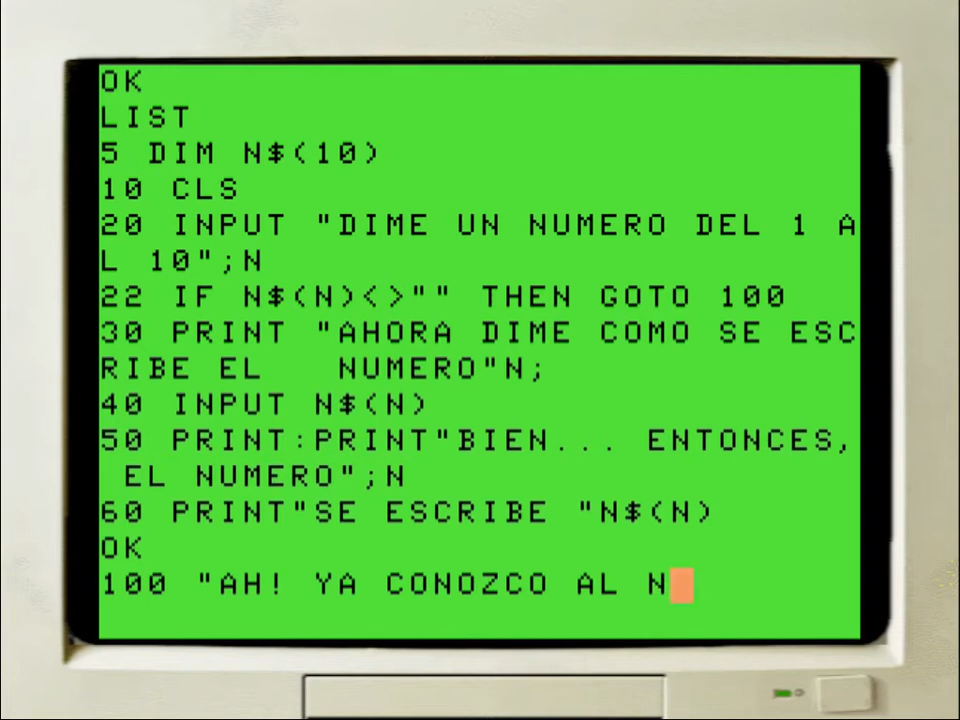 OK
LIST
5 DIM N$(10)
10 CLS
20 INPUT "DIME UN NUMERO DEL 1 A
L 10";N
22 IF N$(N)<>"" THEN GOTO 100
30 PRINT "AHORA DIME COMO SE ESC
RIBE EL   NUMERO"N;
40 INPUT N$(N)
50 PRINT:PRINT"BIEN... ENTONCES,
 EL NUMERO";N
60 PRINT"SE ESCRIBE "N$(N)
OK
100 "AH! YA CONOZCO AL N